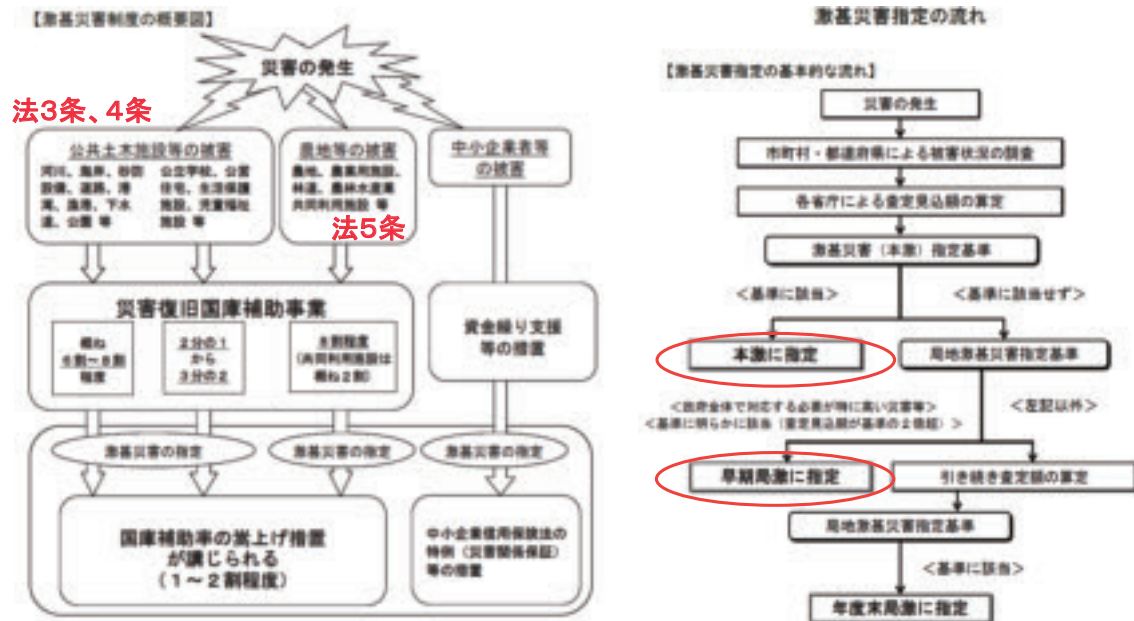 【激甚災害制度の概要図】
災害の発生
法3条、4条
公共土木施設等の被害
河川、海岸、砂防
設備、道路、港
湾、漁港、下水
道、公園 等
公立学校、公営
住宅、生活保護
施設、児童福祉
施設 等
農地等の被害
農地、農業用施設、
林道、農林水産業
共同利用施設 等
法5条
中小企業者等
の被害
災害復旧国庫補助事業
概ね
6割~8割
程度
2分の1
から
3分の2
8割程度
(共同利用施設は
概ね2割)
資金繰り支援
等の措置
激甚災害の指定
激甚災害の指定
激甚災害の指定
国庫補助率の嵩上げ措置
が講じられる
(1~2割程度)
中小企業信用保険法の
特例(災害関係保証)
等の措置
激甚災害指定の流れ
【激甚災害指定の基本的な流れ】
災害の発生
市町村・都道府県による被害状況の調査
各省庁による査定見込額の算定
激甚災害(本激)指定基準
<基準に該当>
<基準に該当せず>
本激に指定
局地激甚災害指定基準
<政府全体で対応する必要が特に高い災害等>
<基準に明らかに該当(査定見込額が基準の2倍超)>
<左記以外>
早期局激に指定
引き続き査定額の算定
局地激甚災害指定基準
<基準に該当>
年度末局激に指定